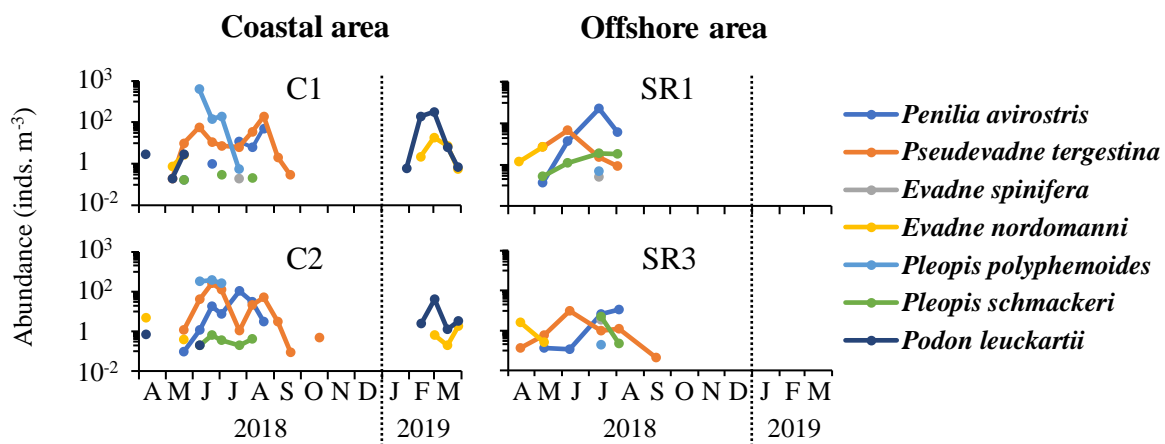 Coastal area Offshore area
C1 SR1
10³
10²
1
10⁻²
C2 SR3
10³
10²
1
10⁻²
Abundance (inds. m⁻³)
A M J J A S O N D J F M A M J J A S O N D J F M
2018 2019 2018 2019
Penilia avirostris
Pseudevadne tergestina
Evadne spinifera
Evadne nordomanni
Pleopis polyphemoides
Pleopis schmackeri
Podon leuckartii